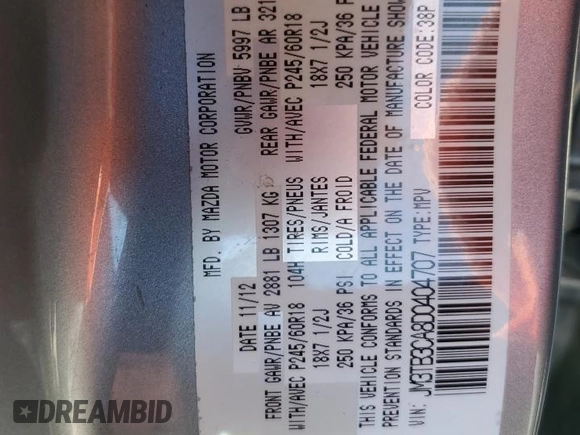 MFD. BY MAZDA MOTOR CORPORATION
DATE 11/12 GVWR/PNBV 5997 LB
FRONT GAWR/PNBE AV 2881 LB 1307 KG REAR GAWR/PNBE AR 321
WITH/AVEC P245/60R18 104H TIRES/PNEUS WITH/AVEC P245/60R18
18X7 1/2J RIMS/JANTES 18X7 1/2J
250 KPA/36 PSI COLD/A FROID 250 KPA/36 P
THIS VEHICLE CONFORMS TO ALL APPLICABLE FEDERAL MOTOR VEHICLE
PREVENTION STANDARDS IN EFFECT ON THE DATE OF MANUFACTURE SHOW
VIN: JM3TB3CA8D0404707 TYPE:MPV COLOR CODE:38P
DREAMBID